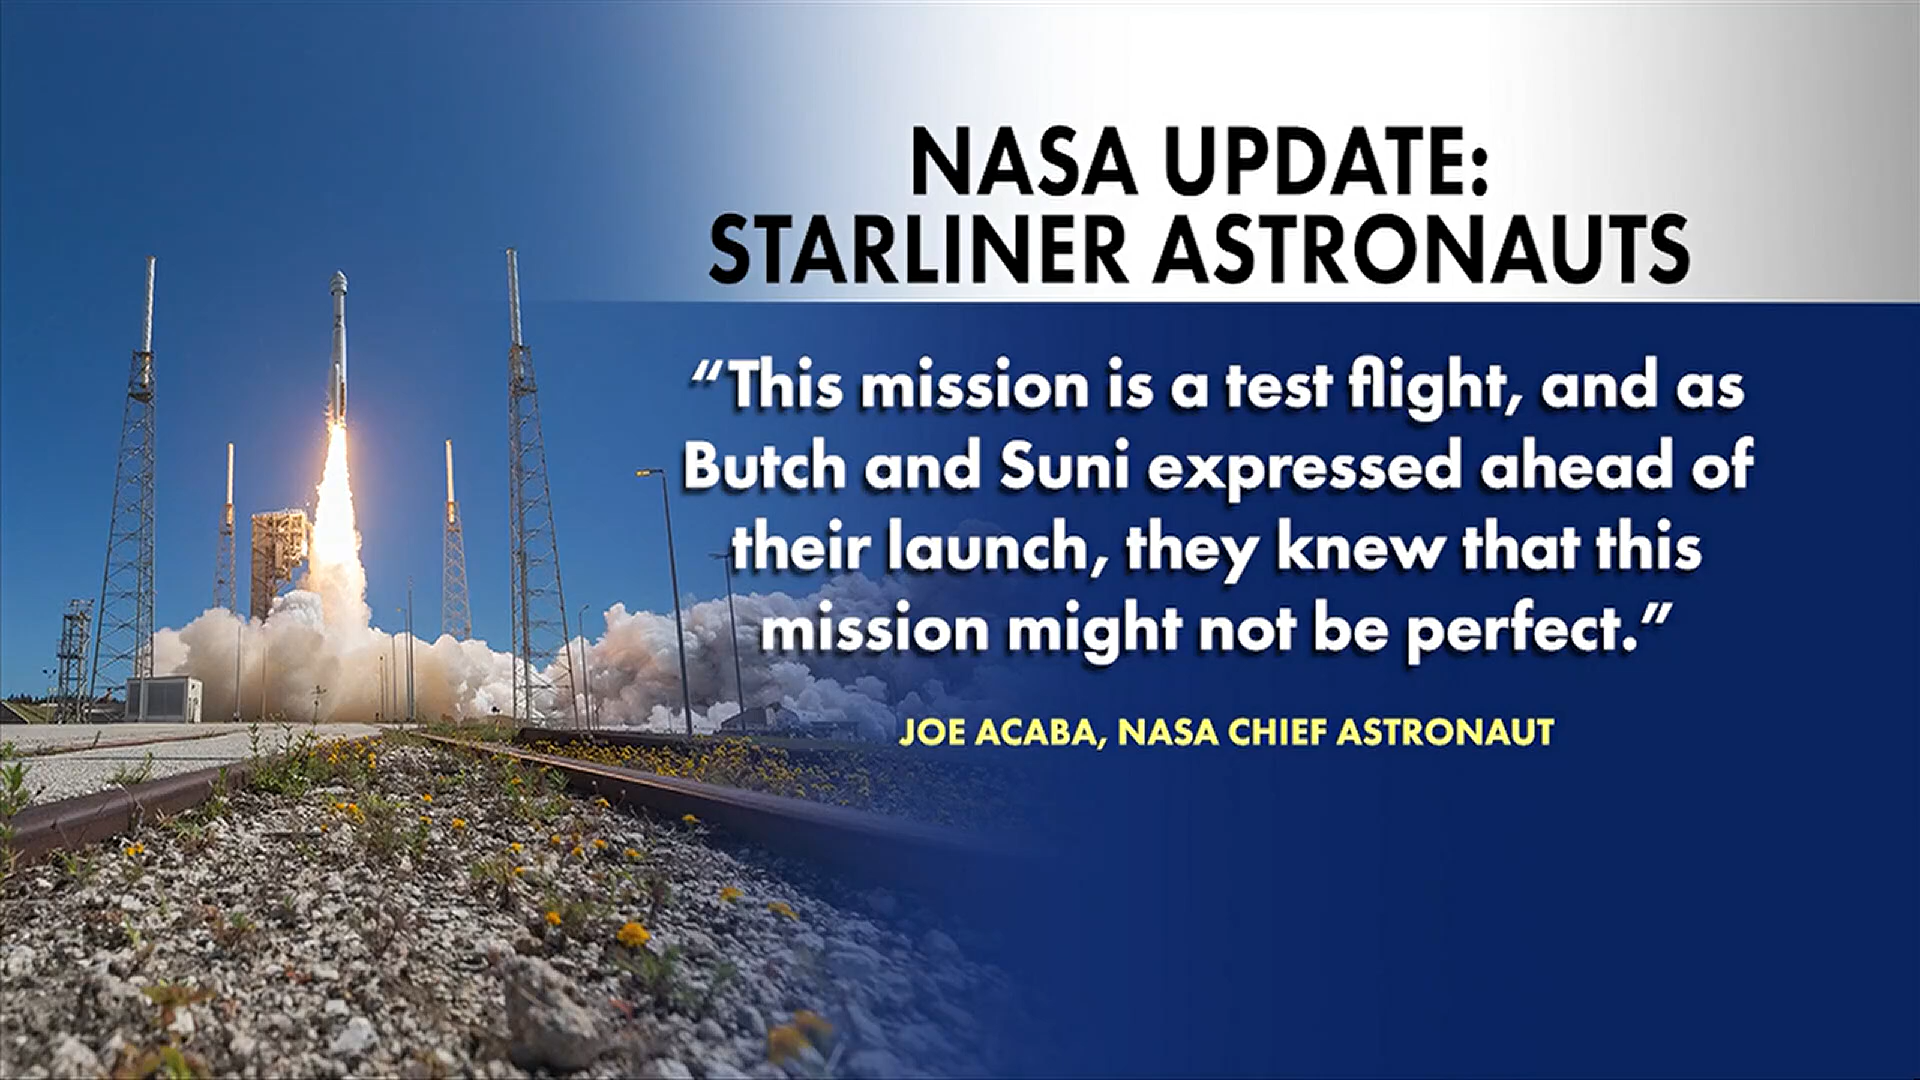 NASA UPDATE:
STARLINER ASTRONAUTS
“This mission is a test flight, and as
Butch and Suni expressed ahead of
their launch, they knew that this
mission might not be perfect.”
JOE ACABA, NASA CHIEF ASTRONAUT